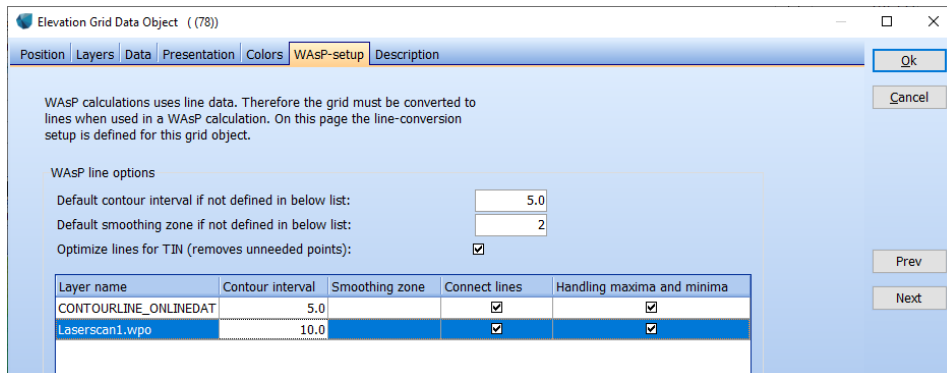 Elevation Grid Data Object ( (78))
Position Layers Data Presentation Colors WAsP-setup Description
Ok
Cancel
WAsP calculations uses line data. Therefore the grid must be converted to
lines when used in a WAsP calculation. On this page the line-conversion
setup is defined for this grid object.
WAsP line options
Default contour interval if not defined in below list: 5.0
Default smoothing zone if not defined in below list: 2
Optimize lines for TIN (removes unneeded points):
Prev
Next
Layer name Contour interval Smoothing zone Connect lines Handling maxima and minima
CONTOURLINE_ONLINEDAT 5.0
Laserscan1.wpo 10.0